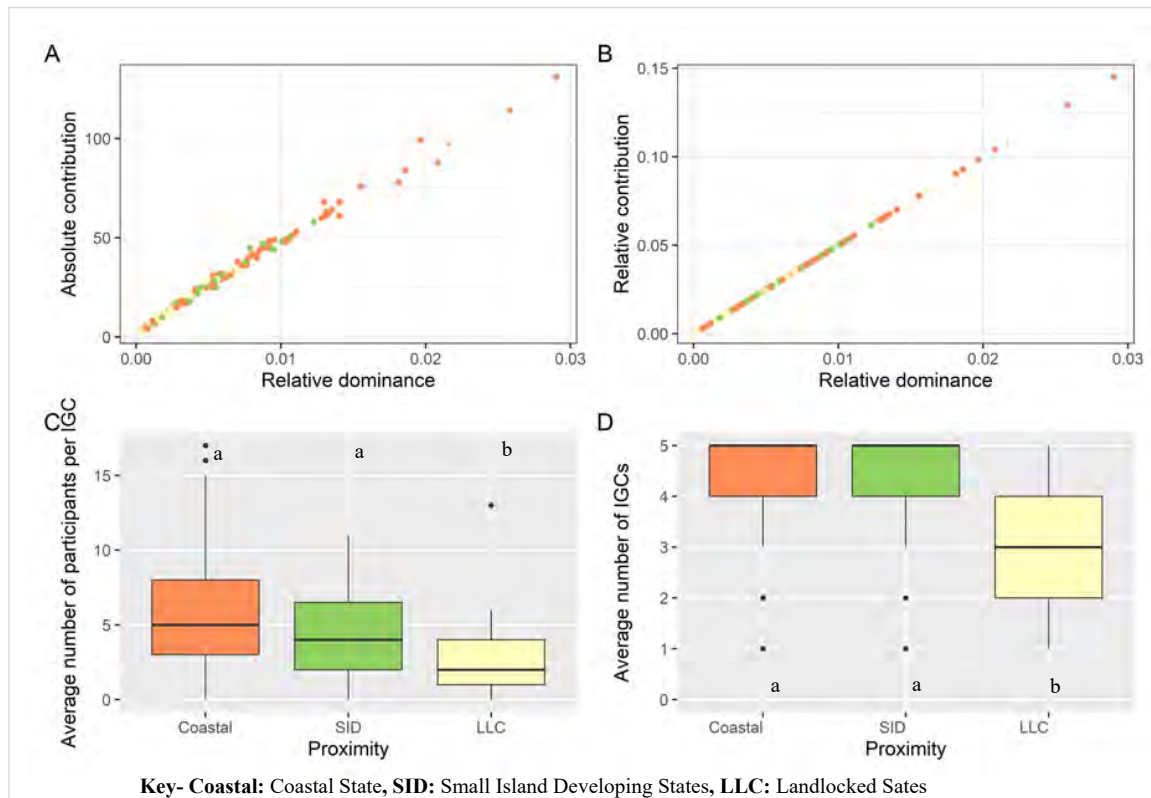 A
Absolute contribution
100
50
0
0.00 0.01 0.02 0.03
Relative dominance
B
Relative contribution
0.15
0.10
0.05
0.00
0.00 0.01 0.02 0.03
Relative dominance
C
Average number of participants per IGC
15
10
5
0
a a b
Coastal SID LLC
Proximity
D
Average number of IGCs
5
4
3
2
1
0
a a b
Coastal SID LLC
Proximity
Key- Coastal: Coastal State, SID: Small Island Developing States, LLC: Landlocked Sates